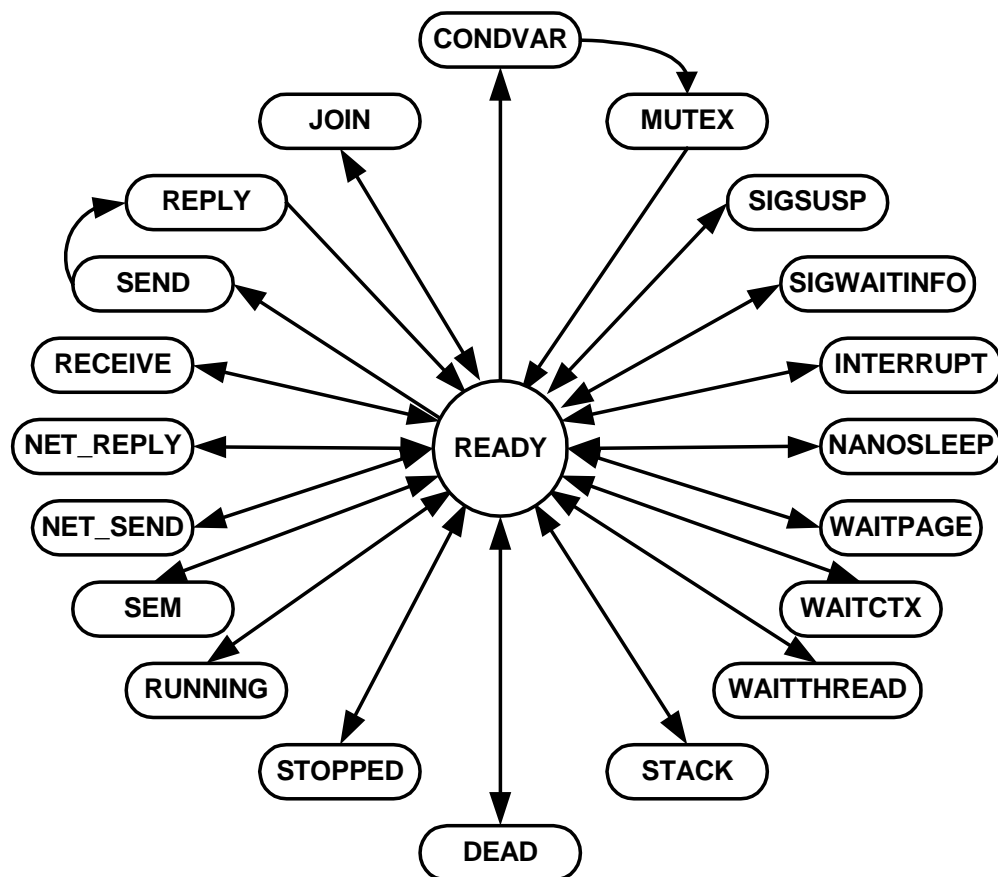 CONDVAR
JOIN
MUTEX
REPLY
SIGSUSP
SEND
SIGWAITINFO
RECEIVE
INTERRUPT
NET_REPLY
READY
NANOSLEEP
NET_SEND
WAITPAGE
SEM
WAITCTX
RUNNING
WAITTHREAD
STOPPED
STACK
DEAD